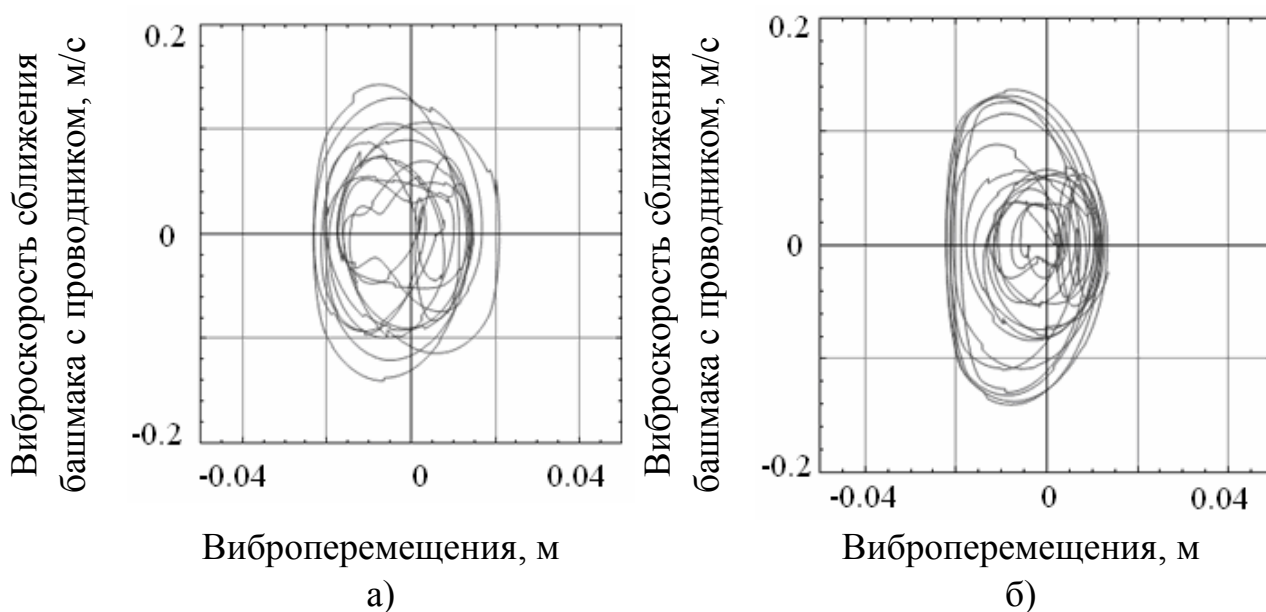 Виброскорость сближения
башмака с проводником, м/с
0.2
0
-0.2
-0.04 0 0.04
Виброперемещения, м
а)
Виброскорость сближения
башмака с проводником, м/с
0.2
0
-0.2
-0.04 0 0.04
Виброперемещения, м
б)